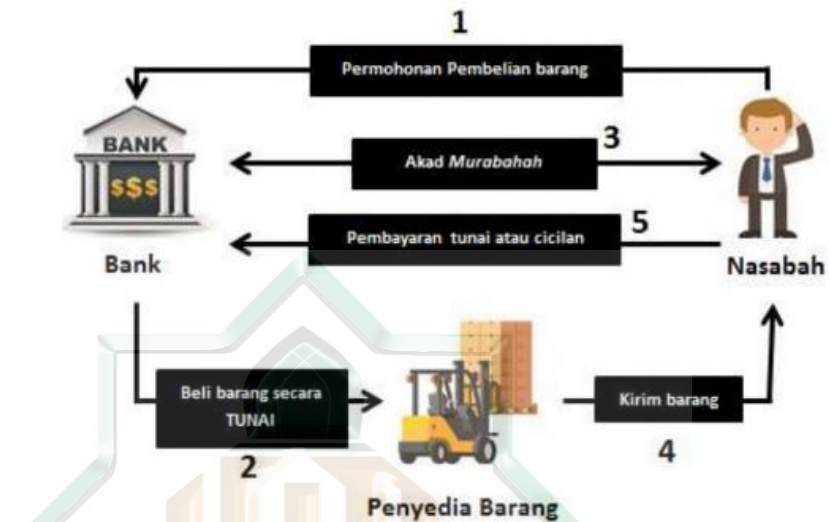 1
Permohonan Pembelian barang
BANK
$$$
Akad Murabahah
3
Pembayaran tunai atau cicilan
5
Bank
Nasabah
Beli barang secara
TUNAI
2
Kirim barang
4
Penyedia Barang